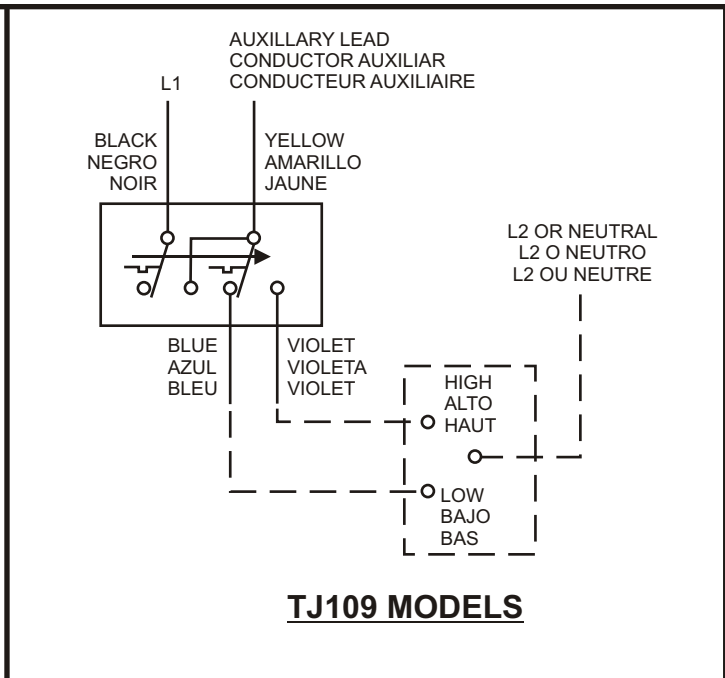 AUXILLARY LEAD
CONDUCTOR AUXILIAR
CONDUCTEUR AUXILIAIRE
L1
BLACK
NEGRO
NOIR
YELLOW
AMARILLO
JAUNE
L2 OR NEUTRAL
L2 O NEUTRO
L2 OU NEUTRE
BLUE
AZUL
BLEU
VIOLET
VIOLETA
VIOLET
HIGH
ALTO
HAUT
LOW
BAJO
BAS
TJ109 MODELS